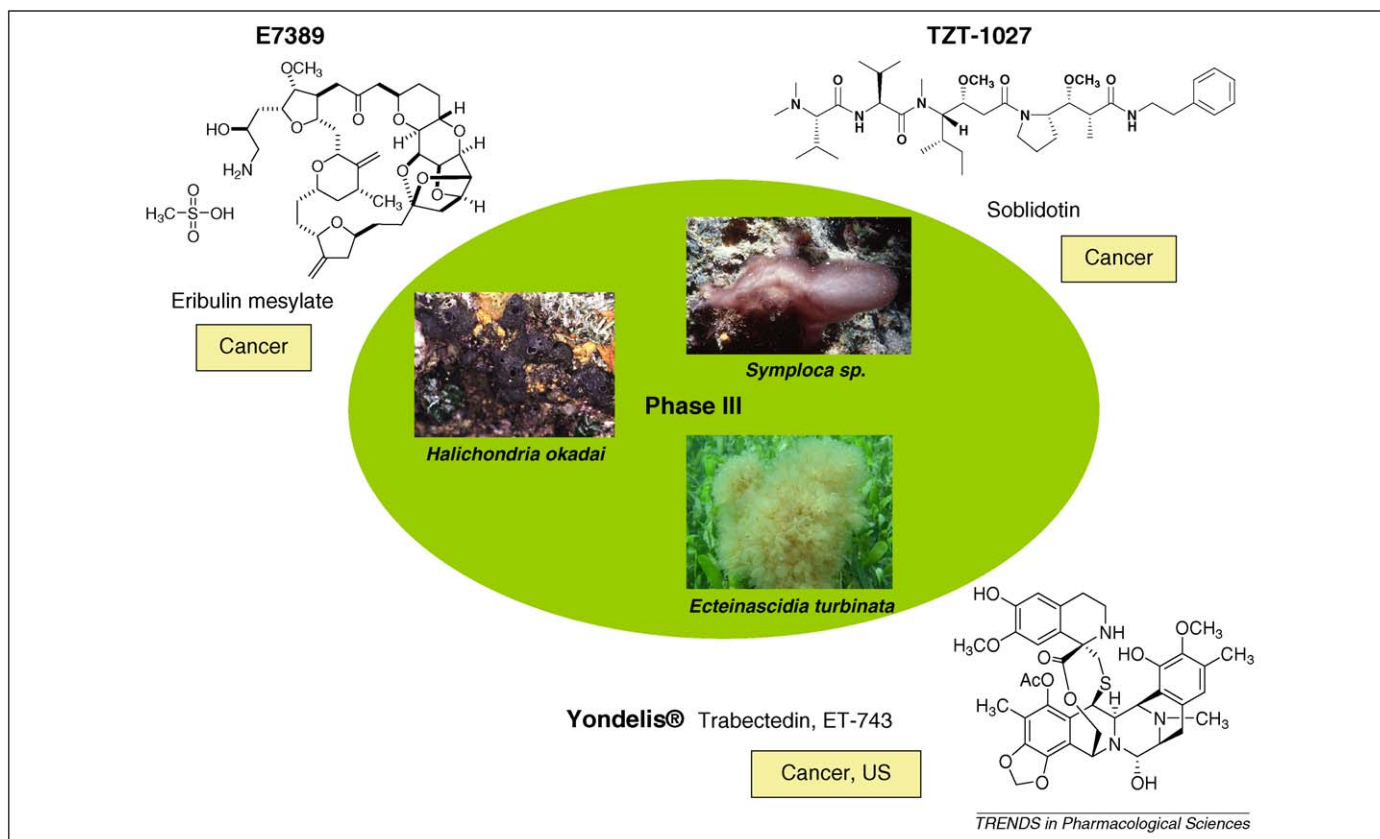 E7389
TZT-1027
OCH₃
O
O
HO
H₂N
O
CH₃
O
H₃C-S-OH
O
O
O
O
H
H
H
H
O
O
O
O
O
H
H
N
O
HN
O
N
OCH₃
O
N
OCH₃
O
N
H
H
Eribulin mesylate
Cancer
Soblidotin
Cancer
Symploca sp.
Phase III
Halichondria okadai
Ecteinascidia turbinata
Yondelis® Trabectedin, ET-743
Cancer, US
HO
CH₃O
NH
O
AcO
O
S
H
HO
OCH₃
CH₃
H₃C
N-CH₃
N
O
O
OH
TRENDS in Pharmacological Sciences